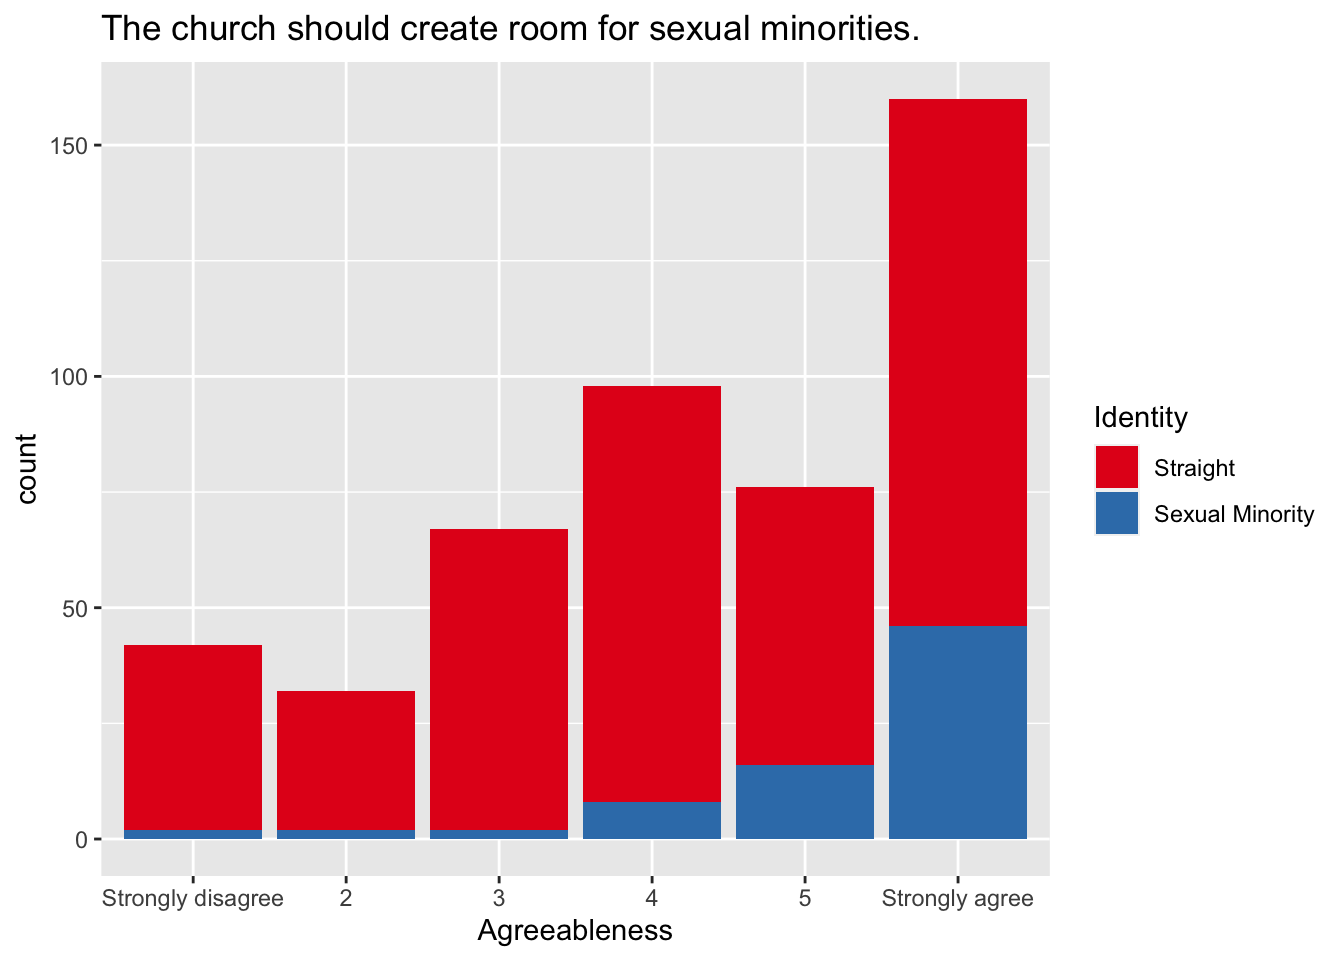 The church should create room for sexual minorities.
150
100
50
0
count
Strongly disagree 2 3 4 5 Strongly agree
Agreeableness
Identity
Straight
Sexual Minority